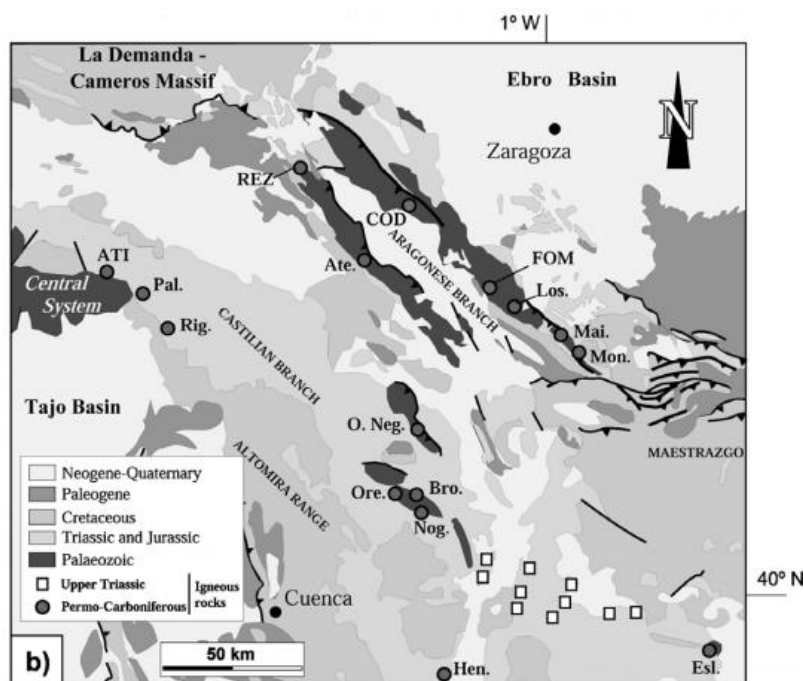 1º W
La Demanda -
Cameros Massif
Ebro Basin
N
Zaragoza
REZ
COD
ARAGONESE BRANCH
FOM
ATI
Ate.
Los.
Central
System
Pal.
Rig.
Mai.
Mon.
CASTILIAN BRANCH
Tajo Basin
O. Neg.
MAESTRAZGO
ALTOMIRA RANGE
Neogene-Quaternary
Paleogene
Cretaceous
Triassic and Jurassic
Palaeozoic
Upper Triassic
Permo-Carboniferous
Igneous
rocks
Ore.
Bro.
Nog.
40º N
Cuenca
b)
50 km
Hen.
Esl.